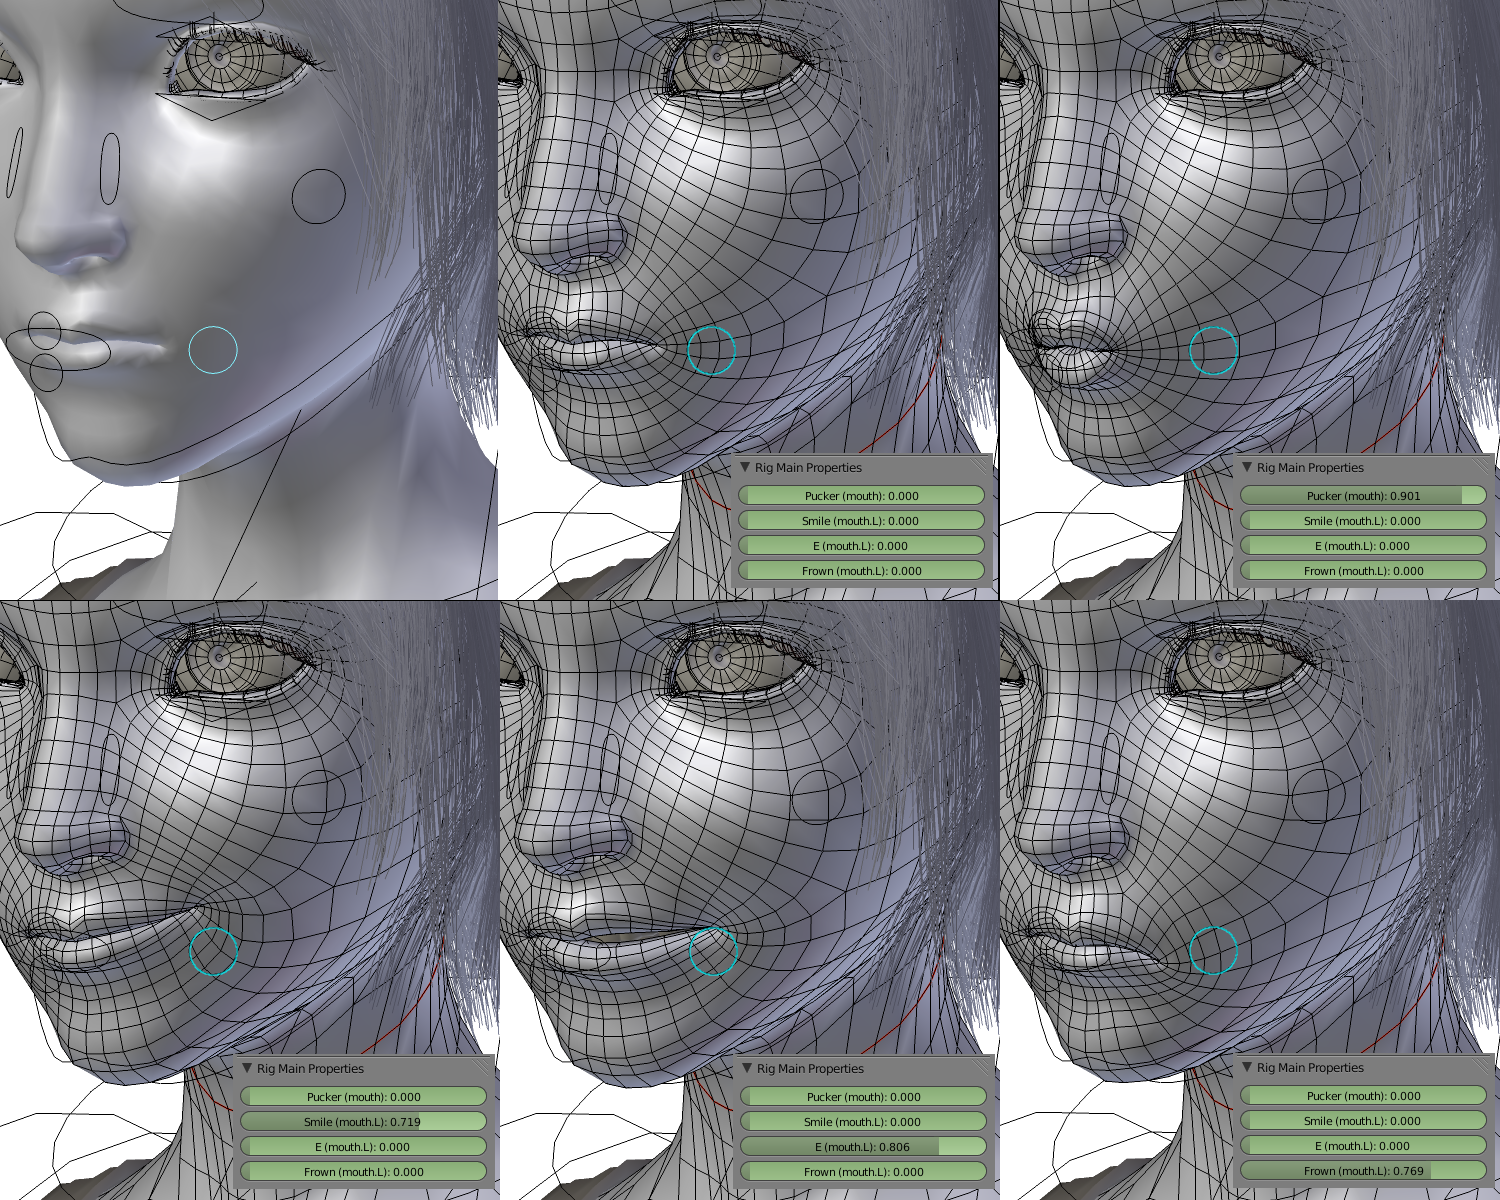 Rig Main Properties
Pucker (mouth): 0.000
Smile (mouth.L): 0.000
E (mouth.L): 0.000
Frown (mouth.L): 0.000
Rig Main Properties
Pucker (mouth): 0.901
Smile (mouth.L): 0.000
E (mouth.L): 0.000
Frown (mouth.L): 0.000
Rig Main Properties
Pucker (mouth): 0.000
Smile (mouth.L): 0.719
E (mouth.L): 0.000
Frown (mouth.L): 0.000
Rig Main Properties
Pucker (mouth): 0.000
Smile (mouth.L): 0.000
E (mouth.L): 0.806
Frown (mouth.L): 0.000
Rig Main Properties
Pucker (mouth): 0.000
Smile (mouth.L): 0.000
E (mouth.L): 0.000
Frown (mouth.L): 0.769